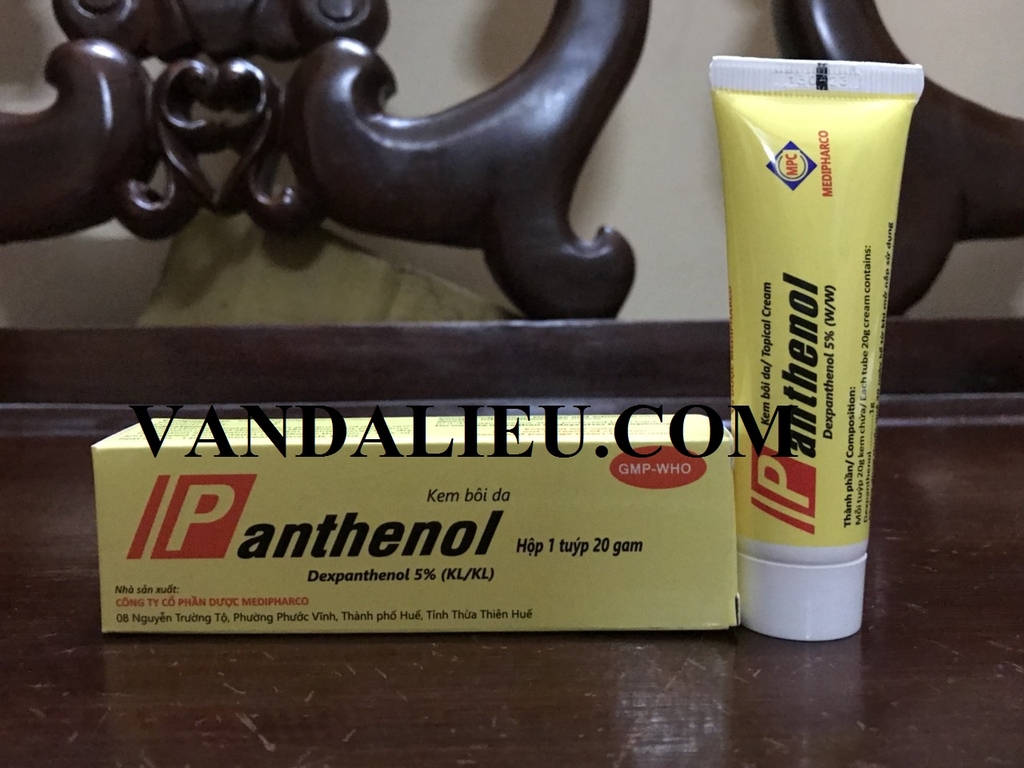 VANDALIEU.COM
GMP-WHO
Kem bôi da
Panthenol
Hộp 1 tuýp 20 gam
Dexpanthenol 5% (KL/KL)
Nhà sản xuất:
CÔNG TY CỔ PHẦN DƯỢC MEDIPHARCO
08 Nguyễn Trường Tộ, Phường Phước Vĩnh, Thành phố Huế, Tỉnh Thừa Thiên Huế
MPC
MEDIPHARCO
Kem bôi da/ Topical Cream
Panthenol
Dexpanthenol 5% (W/W)
Thành phần/ Composition:
Mỗi tuýp 20g kem chứa/ Each tube 20g cream contains:
Dexpanthenol 1g